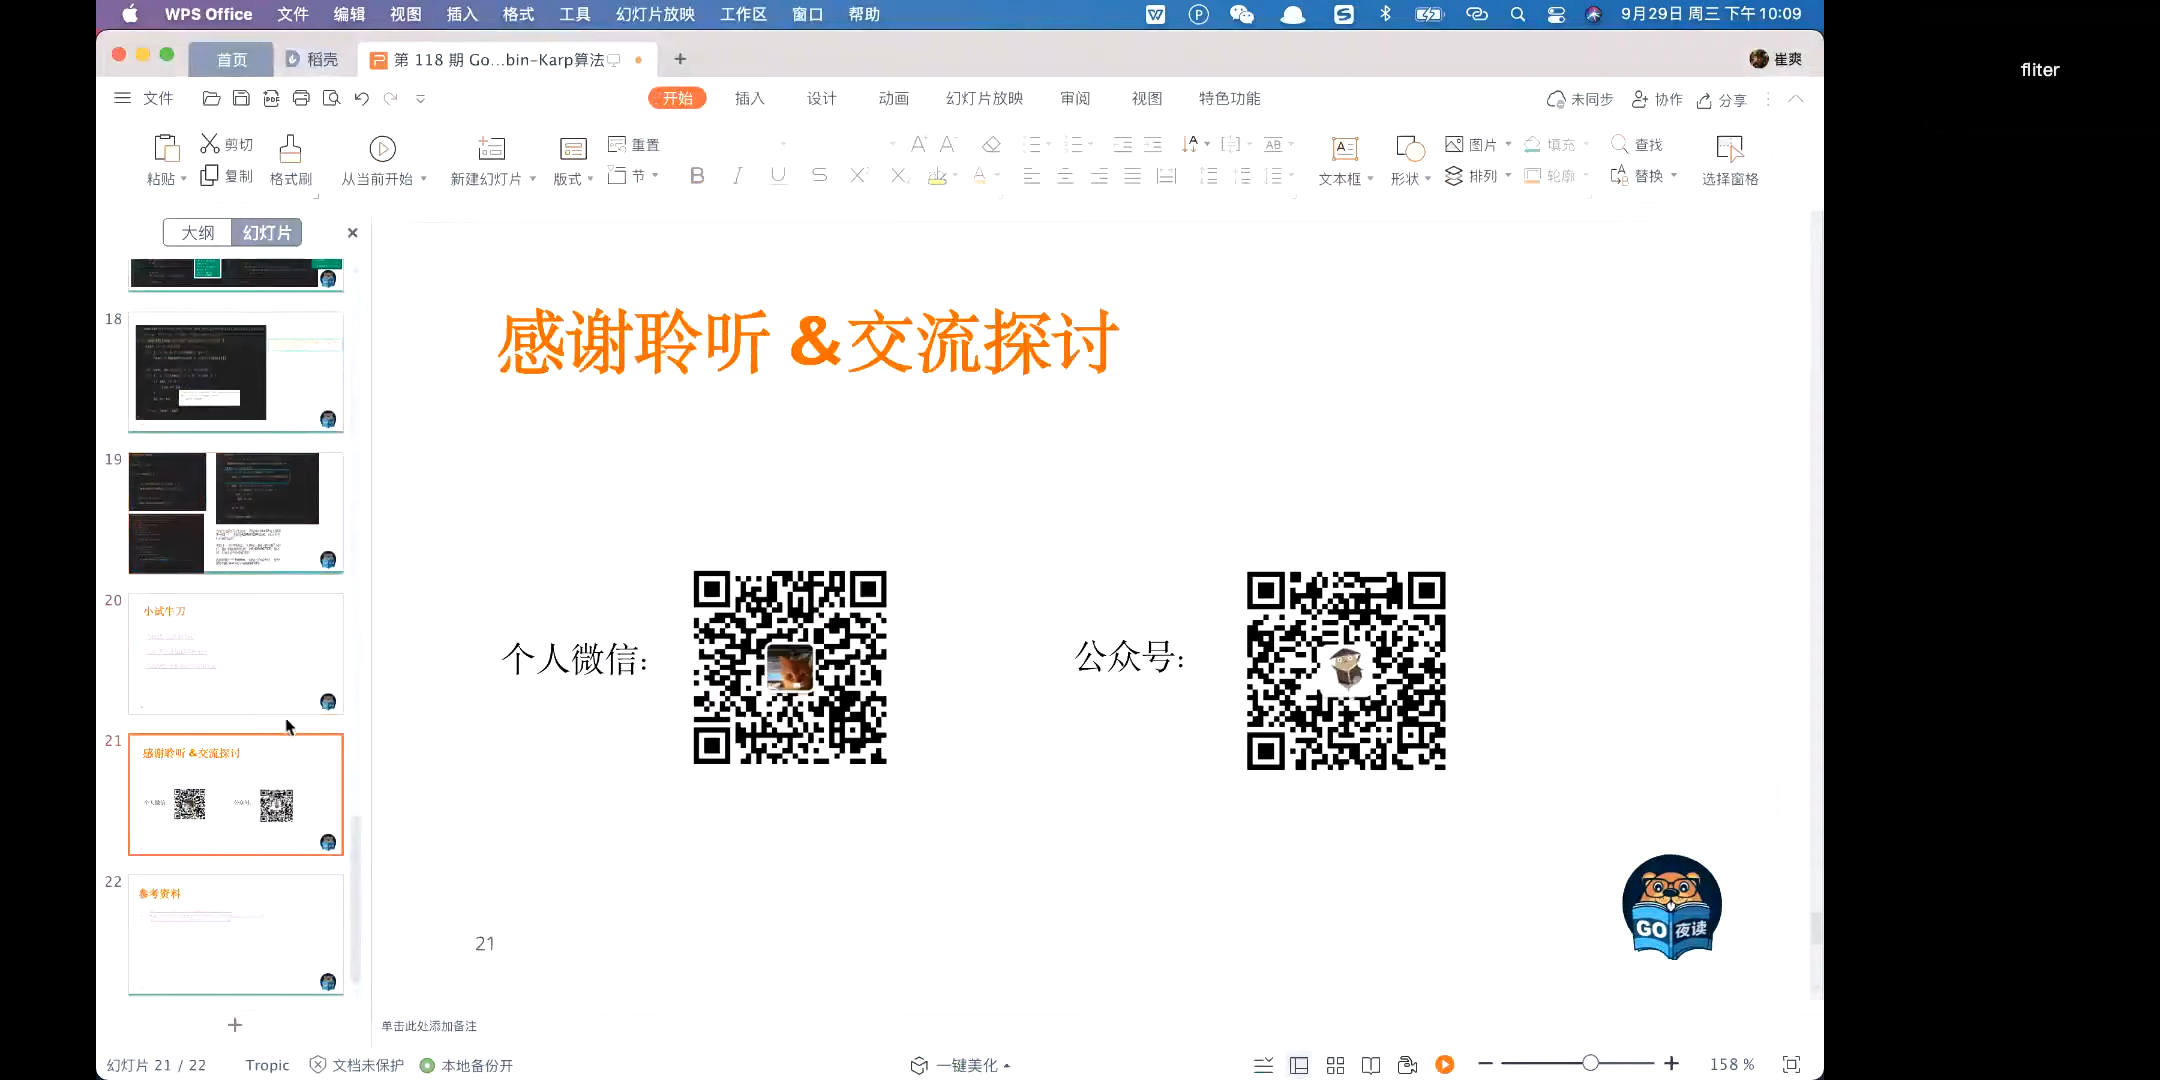 WPS Office 文件 编辑 视图 插入 格式 工具 幻灯片放映 工作区 窗口 帮助 9月29日 周三 下午10:09
首页 稻壳 第 118 期 Go...bin-Karp算法 崔爽
fliter
文件 开始 插入 设计 动画 幻灯片放映 审阅 视图 特色功能 未同步 协作 分享
剪切 重置 图片 填充 查找
粘贴 复制 格式刷 从当前开始 新建幻灯片 版式 节 文本框 形状 排列 轮廓 替换 选择窗格
大纲 幻灯片
18
19
20
小试牛刀
21
感谢聆听 &交流探讨
个人微信 公众号:
22
参考资料
感谢聆听 &交流探讨
个人微信:
公众号:
GO 夜读
21
单击此处添加备注
幻灯片 21 / 22 Tropic 文档未保护 本地备份开 一键美化 158 %